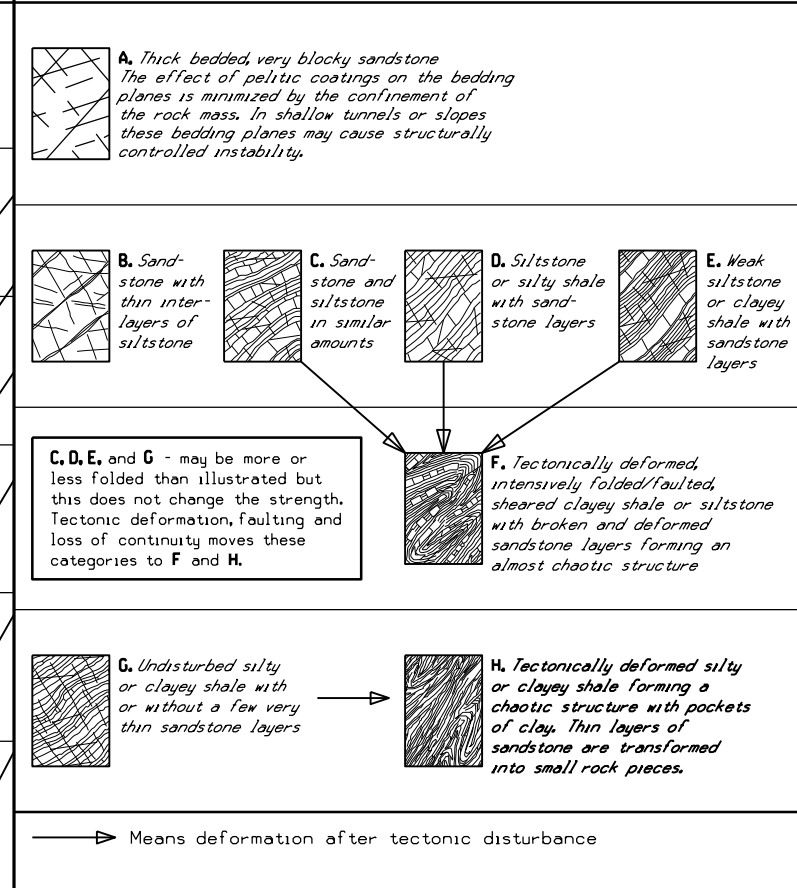 A. Thick bedded, very blocky sandstone
The effect of pelitic coatings on the bedding
planes is minimized by the confinement of
the rock mass. In shallow tunnels or slopes
these bedding planes may cause structurally
controlled instability.
B. Sand-
stone with
thin inter-
layers of
siltstone
C. Sand-
stone and
siltstone
in similar
amounts
D. Siltstone
or silty shale
with sand-
stone layers
E. Weak
siltstone
or clayey
shale with
sandstone
layers
C, D, E, and G - may be more or
less folded than illustrated but
this does not change the strength.
Tectonic deformation, faulting and
loss of continuity moves these
categories to F and H.
F. Tectonically deformed,
intensively folded/faulted,
sheared clayey shale or siltstone
with broken and deformed
sandstone layers forming an
almost chaotic structure
G. Undisturbed silty
or clayey shale with
or without a few very
thin sandstone layers
H. Tectonically deformed silty
or clayey shale forming a
chaotic structure with pockets
of clay. Thin layers of
sandstone are transformed
into small rock pieces.
Means deformation after tectonic disturbance